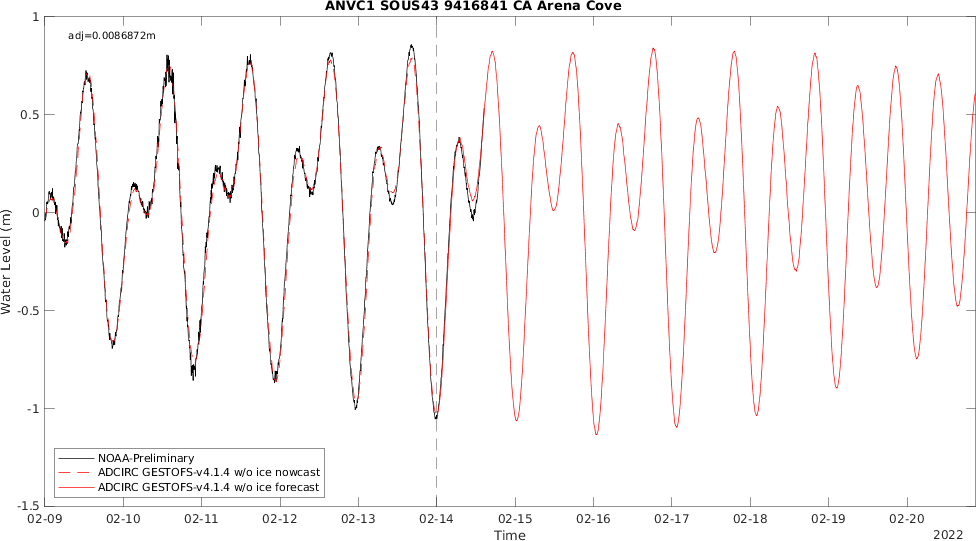 ANVC1 SOUS43 9416841 CA Arena Cove
adj=0.0086872m
1
0.5
0
-0.5
-1
-1.5
Water Level (m)
NOAA-Preliminary
ADCIRC GESTOFS-v4.1.4 w/o ice nowcast
ADCIRC GESTOFS-v4.1.4 w/o ice forecast
02-09 02-10 02-11 02-12 02-13 02-14 02-15 02-16 02-17 02-18 02-19 02-20
Time
2022